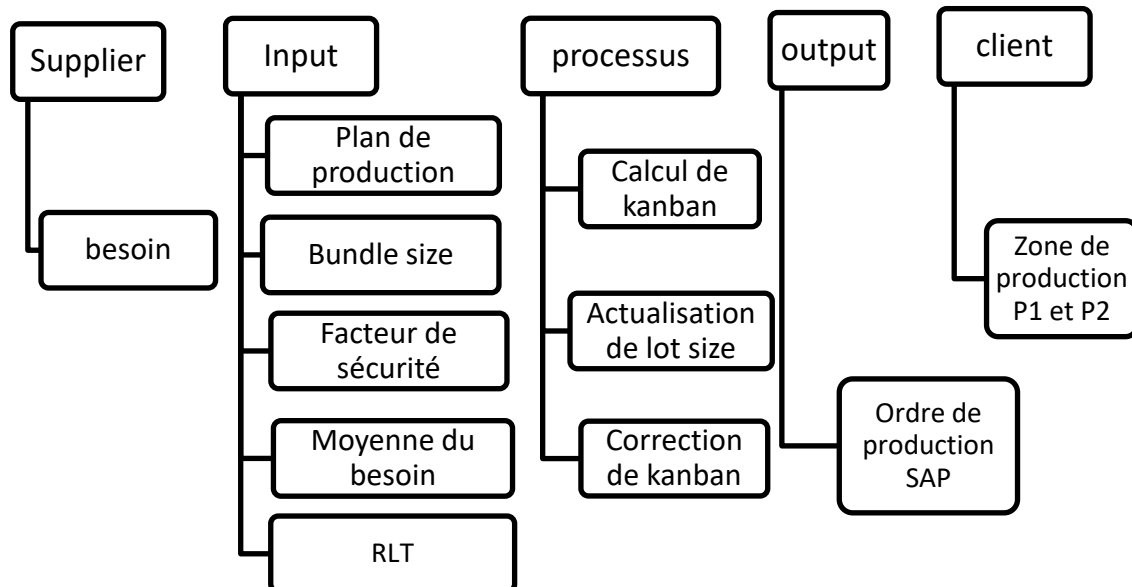 Supplier
besoin
Input
Plan de
production
Bundle size
Facteur de
sécurité
Moyenne du
besoin
RLT
processus
Calcul de
kanban
Actualisation
de lot size
Correction
de kanban
output
Ordre de
production
SAP
client
Zone de
production
P1 et P2